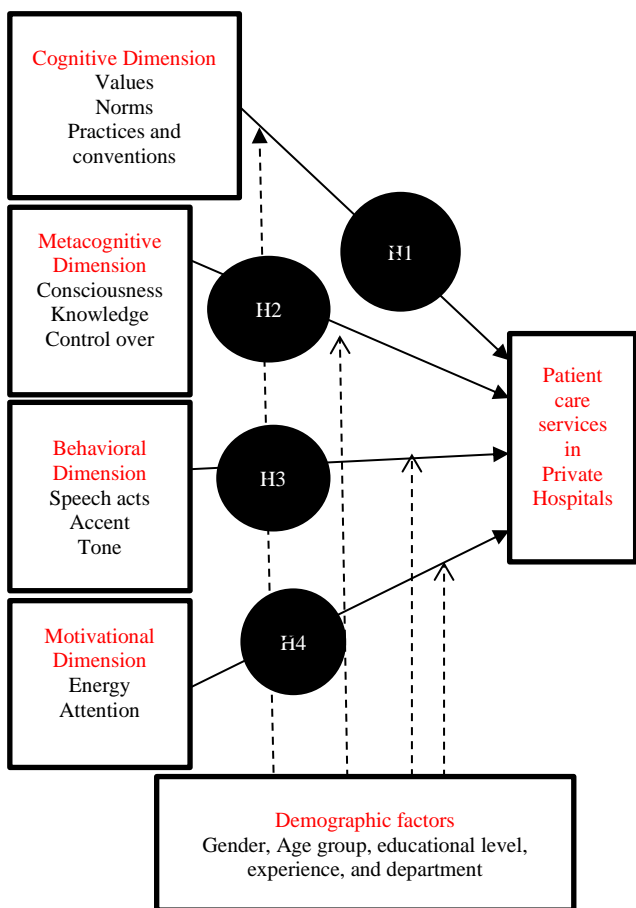 Cognitive Dimension
Values
Norms
Practices and
conventions
Metacognitive
Dimension
Consciousness
Knowledge
Control over
Behavioral
Dimension
Speech acts
Accent
Tone
Motivational
Dimension
Energy
Attention
H1
H2
H3
H4
Patient
care
services
in
Private
Hospitals
Demographic factors
Gender, Age group, educational level,
experience, and department